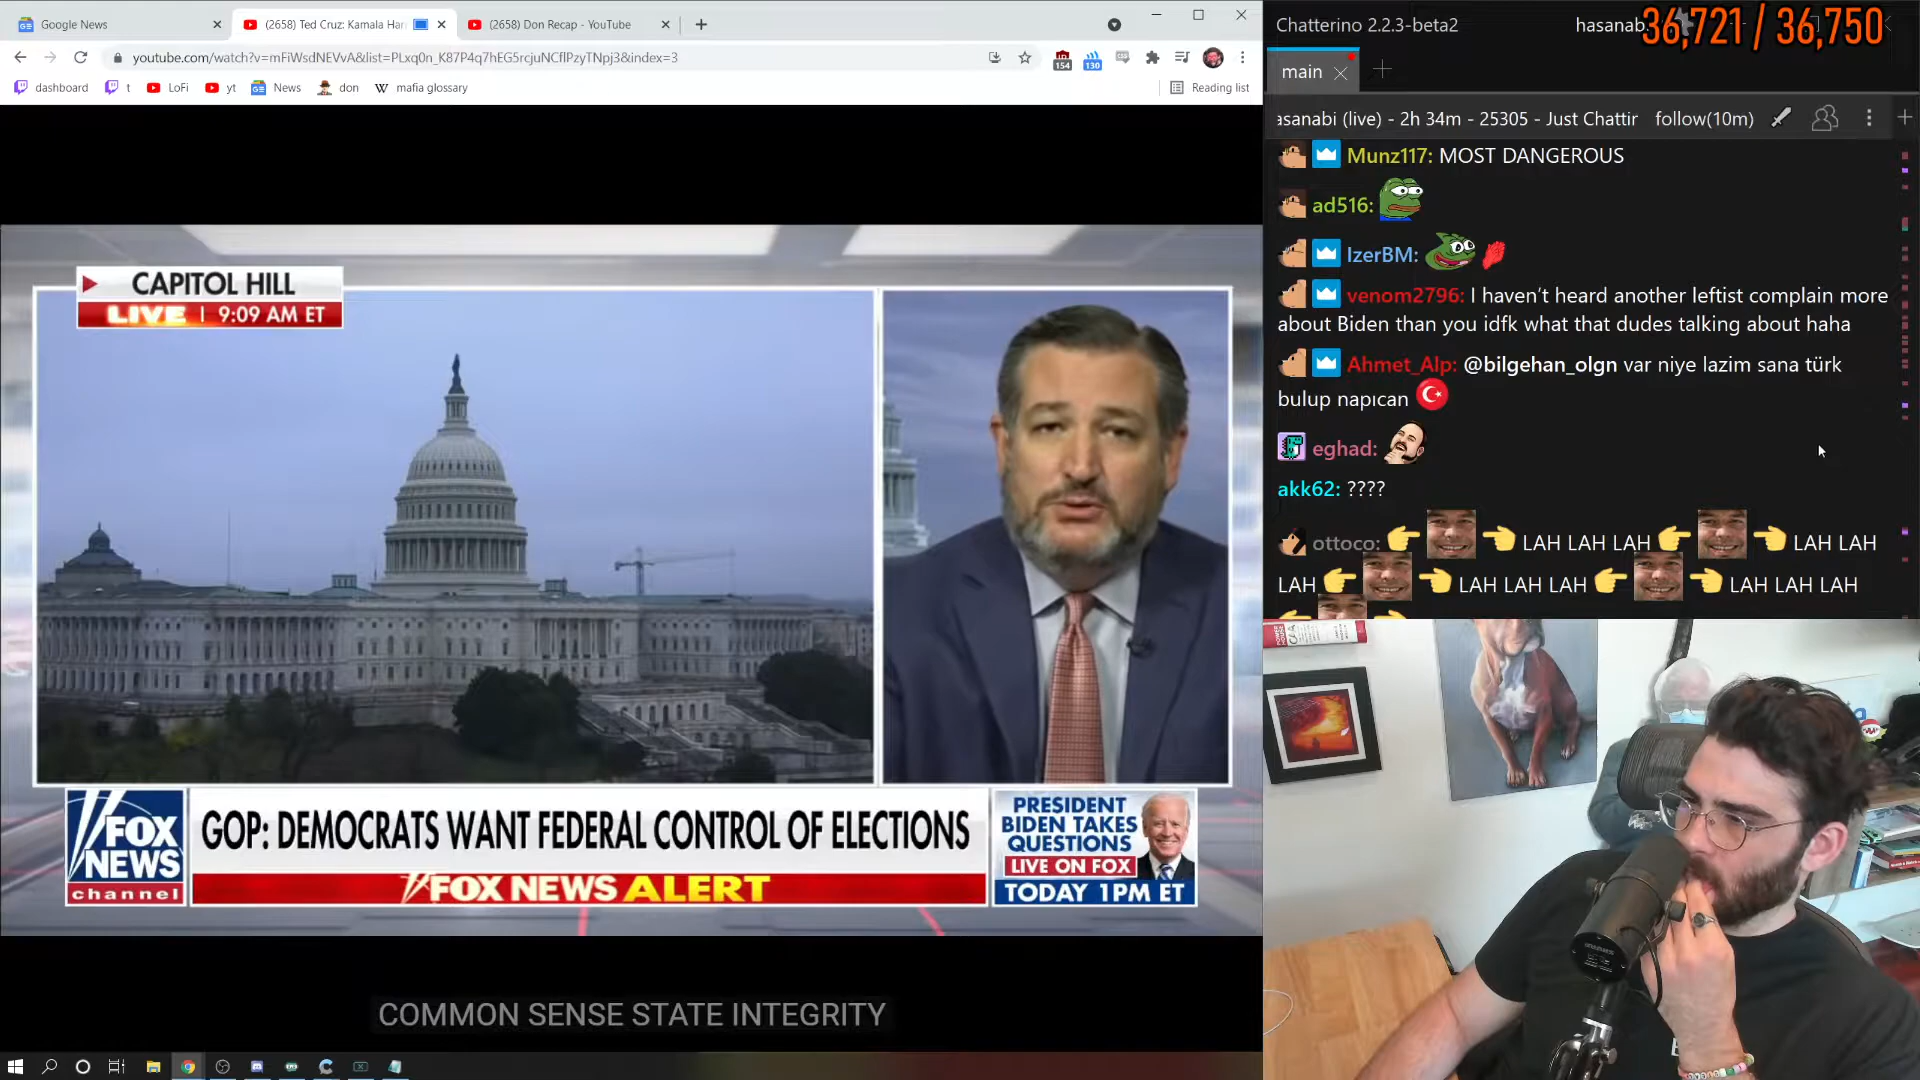 Google News
(2658) Ted Cruz: Kamala Har
(2658) Don Recap - YouTube
youtube.com/watch?v=mFiWsdNEVvA&list=PLxq0n_K87P4q7hEG5rcjuNCflPzyTNpj3&index=3
154
130
dashboard
t
LoFi
yt
News
don
mafia glossary
Reading list
CAPITOL HILL
LIVE | 9:09 AM ET
FOX
NEWS
channel
GOP: DEMOCRATS WANT FEDERAL CONTROL OF ELECTIONS
FOX NEWS ALERT
PRESIDENT
BIDEN TAKES
QUESTIONS
LIVE ON FOX
TODAY 1PM ET
COMMON SENSE STATE INTEGRITY
Chatterino 2.2.3-beta2
hasanab
36,721 / 36,750
main
asanabi (live) - 2h 34m - 25305 - Just Chattir
follow(10m)
Munz117: MOST DANGEROUS
ad516:
IzerBM:
venom2796: I haven't heard another leftist complain more
about Biden than you idfk what that dudes talking about haha
Ahmet_Alp: @bilgehan_olgn var niye lazim sana türk
bulup napıcan
eghad:
akk62: ????
ottoco: LAH LAH LAH LAH LAH
LAH LAH LAH LAH LAH LAH LAH